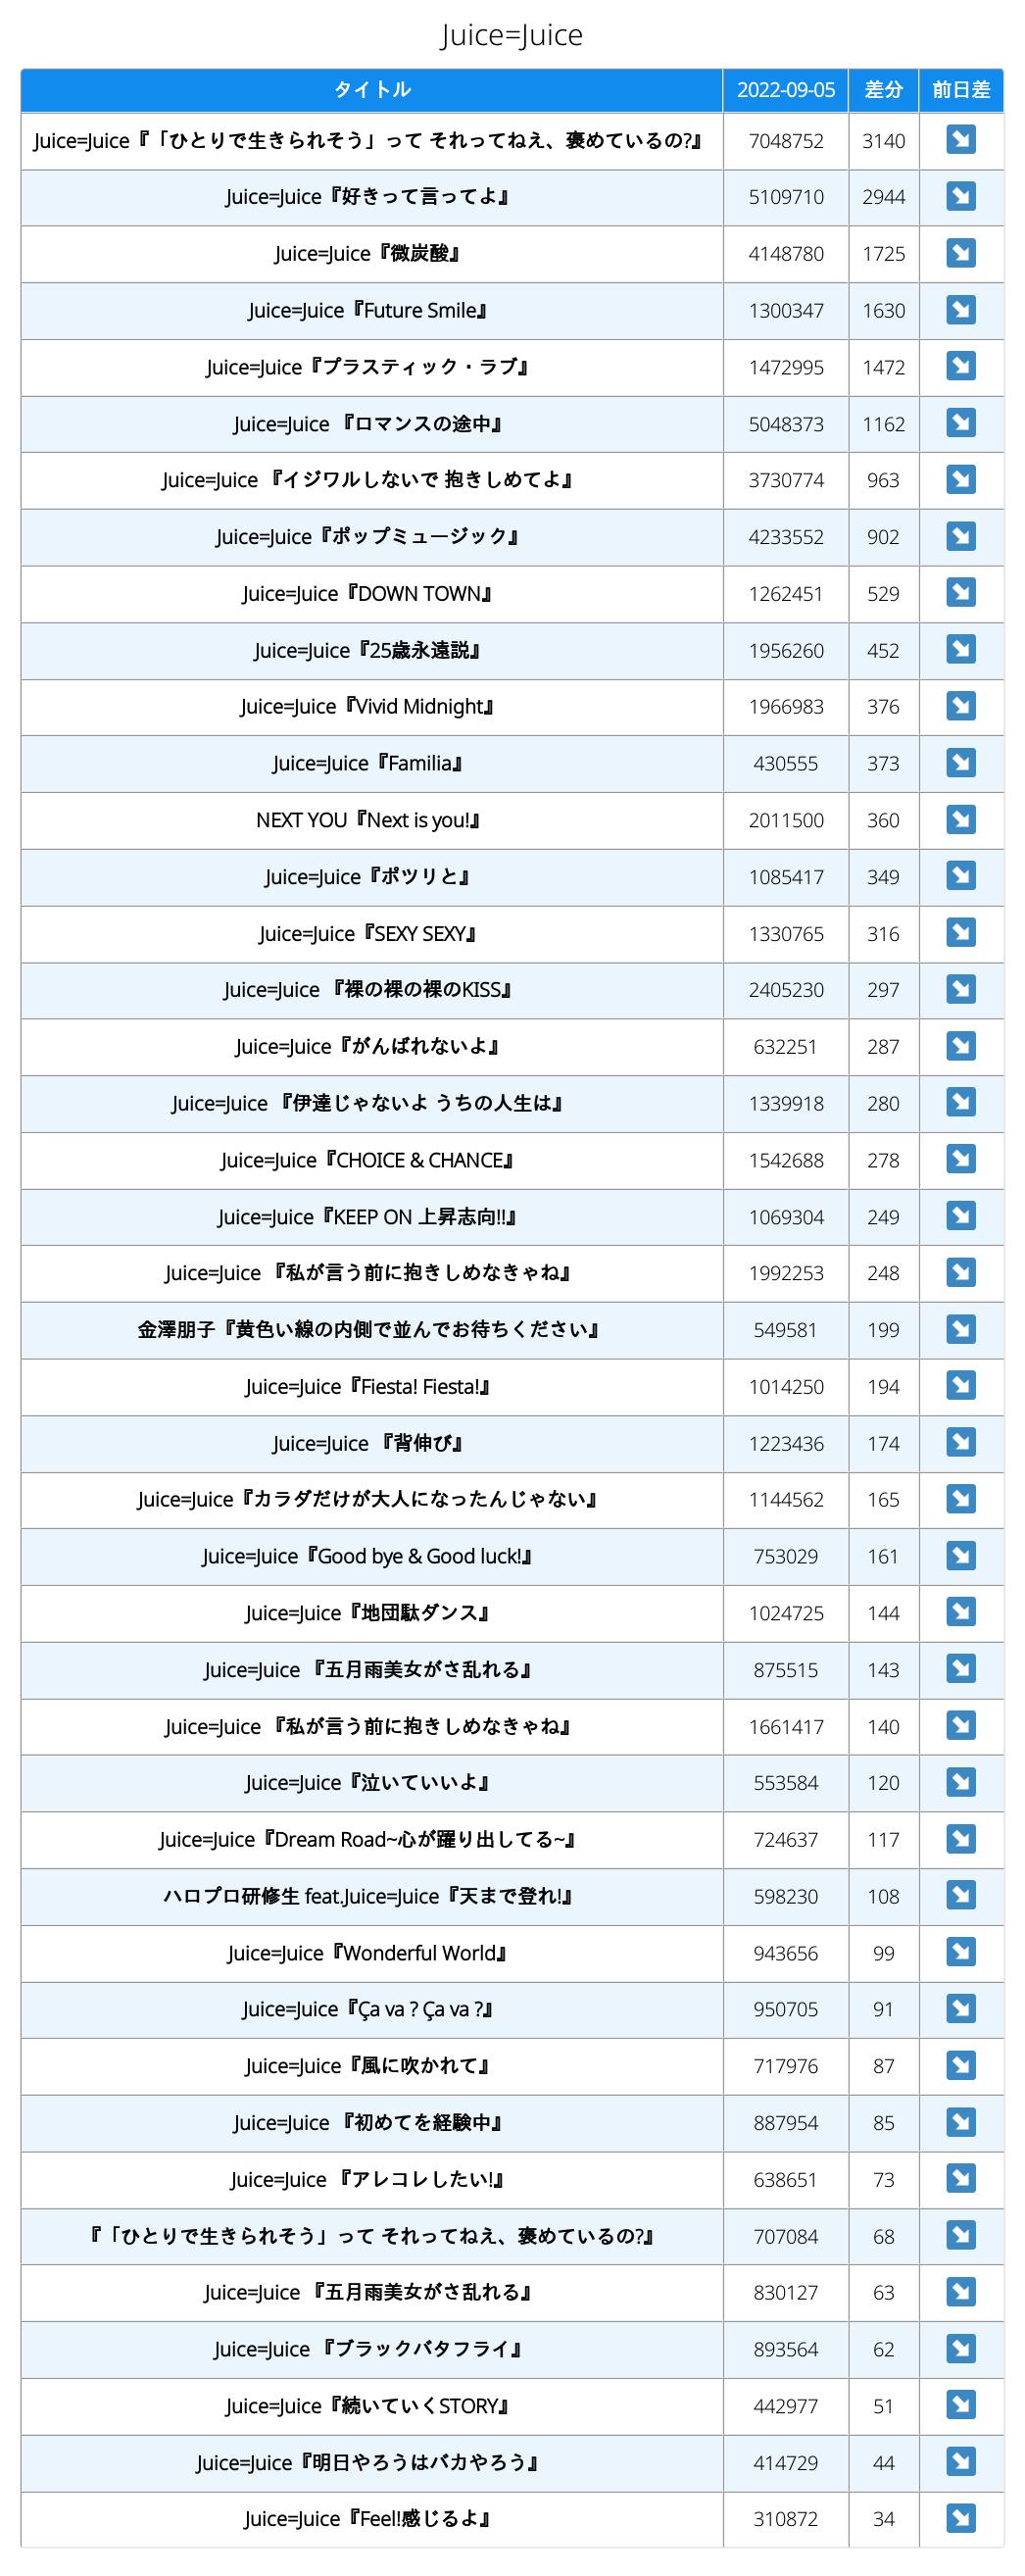 Juice=Juice
タイトル 2022-09-05 差分 前日差
Juice=Juice『「ひとりで生きられそう」って それってねえ、褒めているの?』 7048752 3140
Juice=Juice『好きって言ってよ』 5109710 2944
Juice=Juice『微炭酸』 4148780 1725
Juice=Juice『Future Smile』 1300347 1630
Juice=Juice『プラスティック・ラブ』 1472995 1472
Juice=Juice 『ロマンスの途中』 5048373 1162
Juice=Juice 『イジワルしないで 抱きしめてよ』 3730774 963
Juice=Juice『ポップミュージック』 4233552 902
Juice=Juice『DOWN TOWN』 1262451 529
Juice=Juice『25歳永遠説』 1956260 452
Juice=Juice『Vivid Midnight』 1966983 376
Juice=Juice『Familia』 430555 373
NEXT YOU『Next is you!』 2011500 360
Juice=Juice『ポツリと』 1085417 349
Juice=Juice『SEXY SEXY』 1330765 316
Juice=Juice 『裸の裸の裸のKISS』 2405230 297
Juice=Juice『がんばれないよ』 632251 287
Juice=Juice 『伊達じゃないよ うちの人生は』 1339918 280
Juice=Juice『CHOICE & CHANCE』 1542688 278
Juice=Juice『KEEP ON 上昇志向!!』 1069304 249
Juice=Juice 『私が言う前に抱きしめなきゃね』 1992253 248
金澤朋子『黄色い線の内側で並んでお待ちください』 549581 199
Juice=Juice『Fiesta! Fiesta!』 1014250 194
Juice=Juice 『背伸び』 1223436 174
Juice=Juice『カラダだけが大人になったんじゃない』 1144562 165
Juice=Juice『Good bye & Good luck!』 753029 161
Juice=Juice『地団駄ダンス』 1024725 144
Juice=Juice 『五月雨美女がさ乱れる』 875515 143
Juice=Juice 『私が言う前に抱きしめなきゃね』 1661417 140
Juice=Juice『泣いていいよ』 553584 120
Juice=Juice『Dream Road~心が躍り出してる~』 724637 117
ハロプロ研修生 feat.Juice=Juice『天まで登れ!』 598230 108
Juice=Juice『Wonderful World』 943656 99
Juice=Juice『Ça va ? Ça va ?』 950705 91
Juice=Juice『風に吹かれて』 717976 87
Juice=Juice 『初めてを経験中』 887954 85
Juice=Juice 『アレコレしたい!』 638651 73
『「ひとりで生きられそう」って それってねえ、褒めているの?』 707084 68
Juice=Juice 『五月雨美女がさ乱れる』 830127 63
Juice=Juice 『ブラックバタフライ』 893564 62
Juice=Juice『続いていくSTORY』 442977 51
Juice=Juice『明日やろうはバカやろう』 414729 44
Juice=Juice『Feel!感じるよ』 310872 34